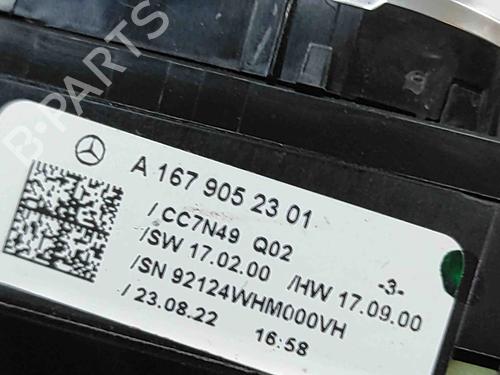 B-PARTS
A 167 905 23 01
/CC7N49 Q02 -3-
/SW 17.02.00 /HW 17.09.00
/SN 92124WHM000VH
/23.08.22 16:58